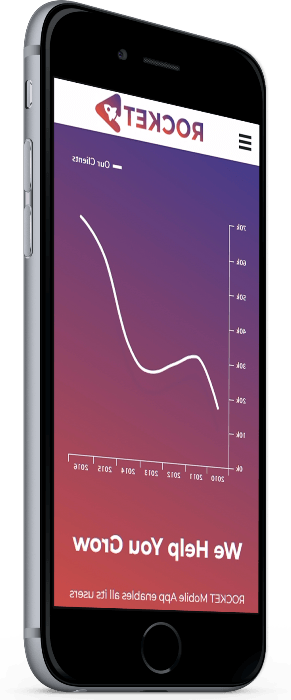 ROCKET
Our Clients
70k
60k
50k
40k
30k
20k
10k
0k
2010 2011 2012 2013 2014 2015 2016
We Help You Grow
ROCKET Mobile App enables all its users